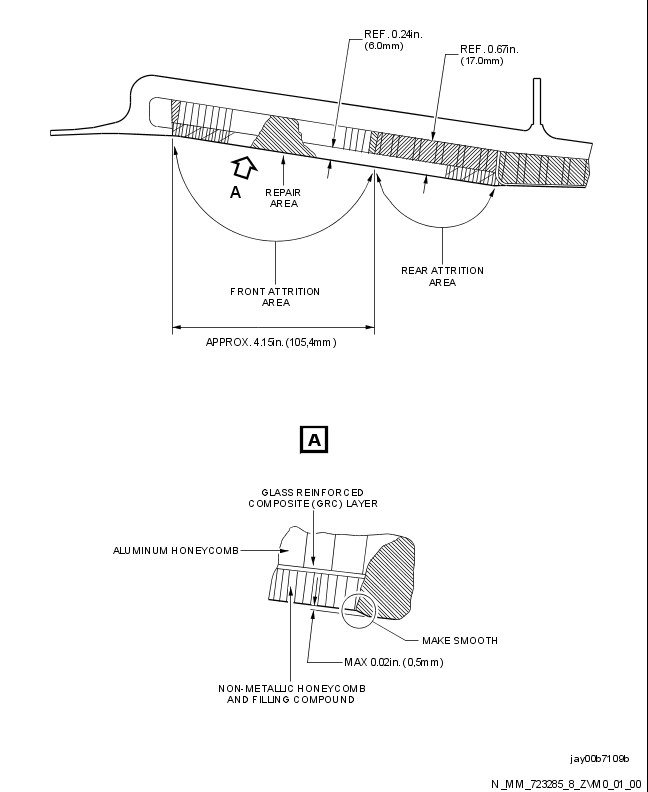 REF. 0.24in.
(6.0mm)
REF. 0.67in.
(17.0mm)
A
REPAIR
AREA
FRONT ATTRITION
AREA
REAR ATTRITION
AREA
APPROX. 4.15in. (105,4mm)
A
GLASS REINFORCED
COMPOSITE (GRC) LAYER
ALUMINUM HONEYCOMB
MAKE SMOOTH
MAX 0.02in. (0,5mm)
NON-METALLIC HONEYCOMB
AND FILLING COMPOUND
jay00b7109b
N_MM_723285_8_ZVM0_01_00